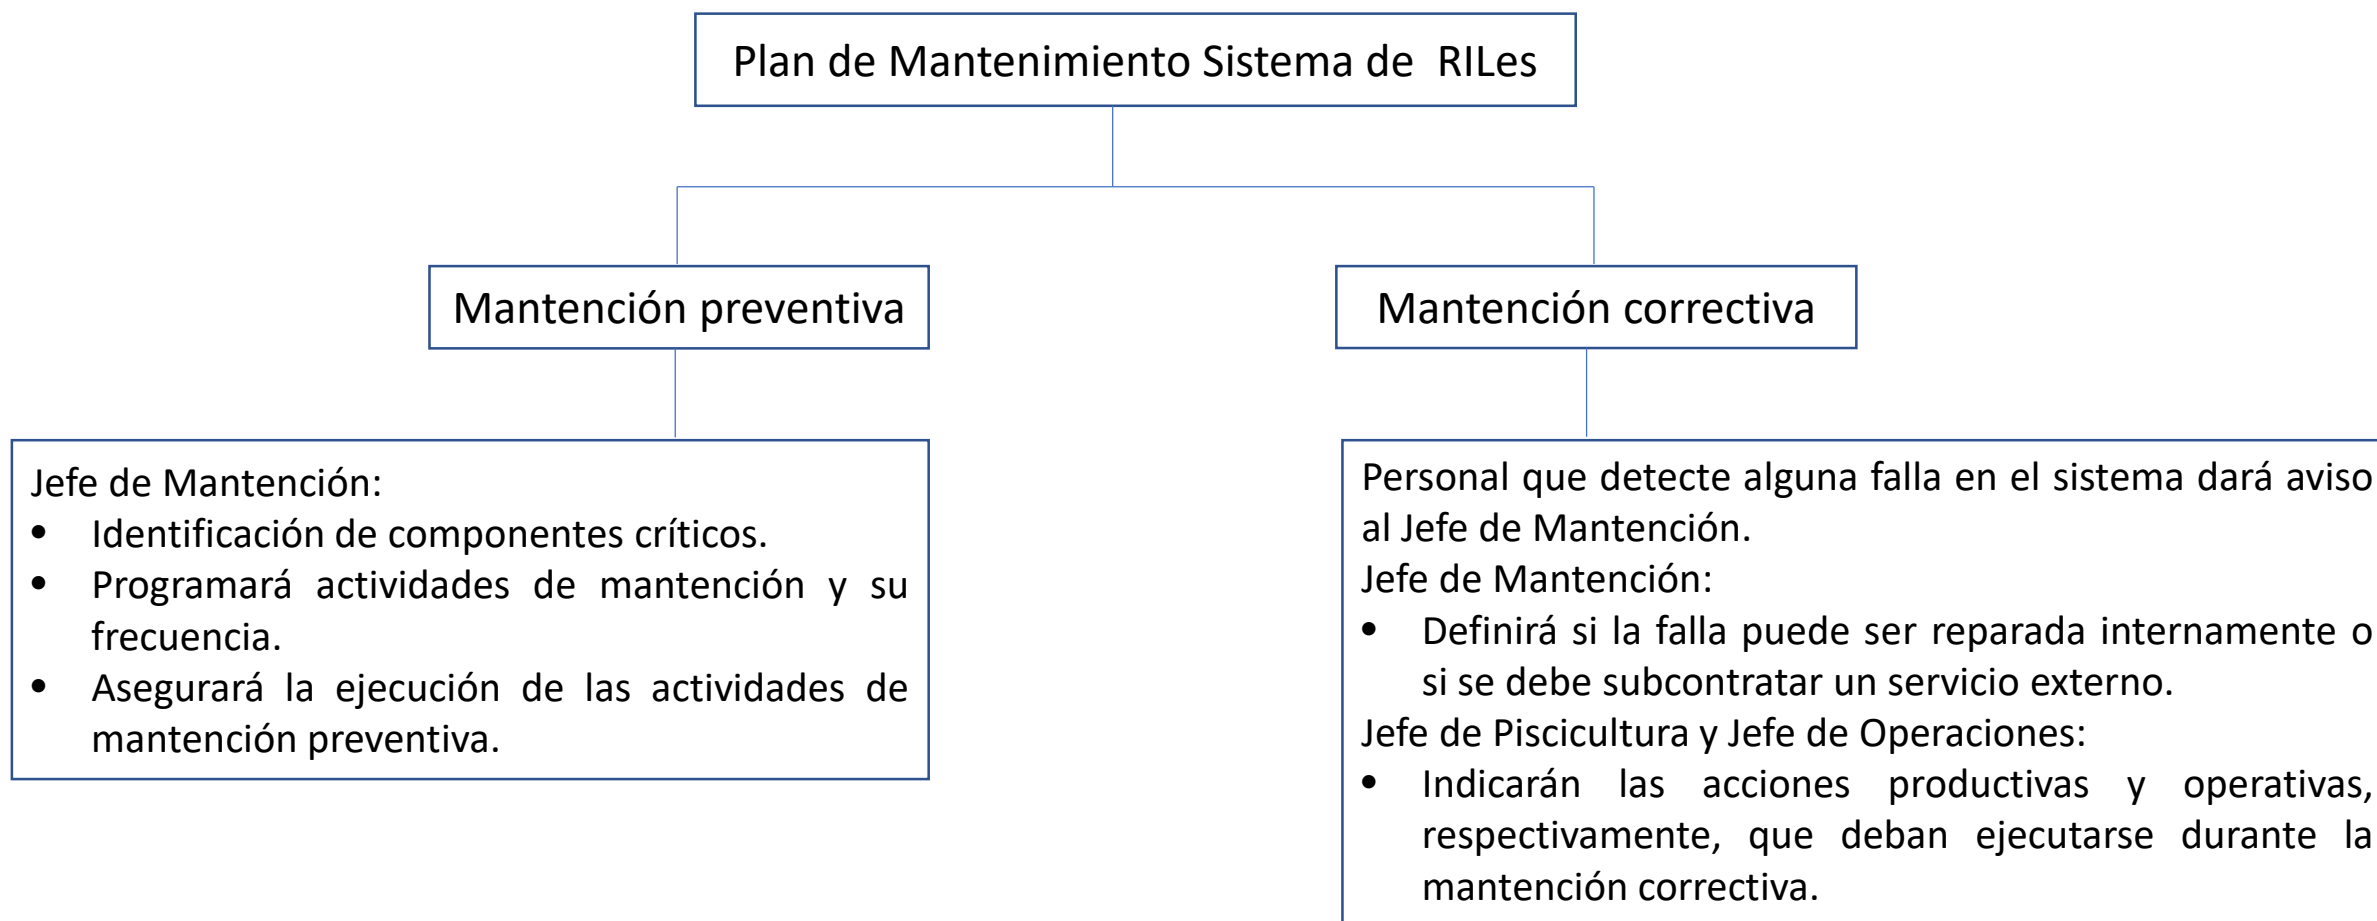 Plan de Mantenimiento Sistema de RILes
Mantención preventiva
Mantención correctiva
Jefe de Mantención:
• Identificación de componentes críticos.
• Programará actividades de mantención y su
frecuencia.
• Asegurará la ejecución de las actividades de
mantención preventiva.
Personal que detecte alguna falla en el sistema dará aviso
al Jefe de Mantención.
Jefe de Mantención:
• Definirá si la falla puede ser reparada internamente o
si se debe subcontratar un servicio externo.
Jefe de Piscicultura y Jefe de Operaciones:
• Indicarán las acciones productivas y operativas,
respectivamente, que deban ejecutarse durante la
mantención correctiva.